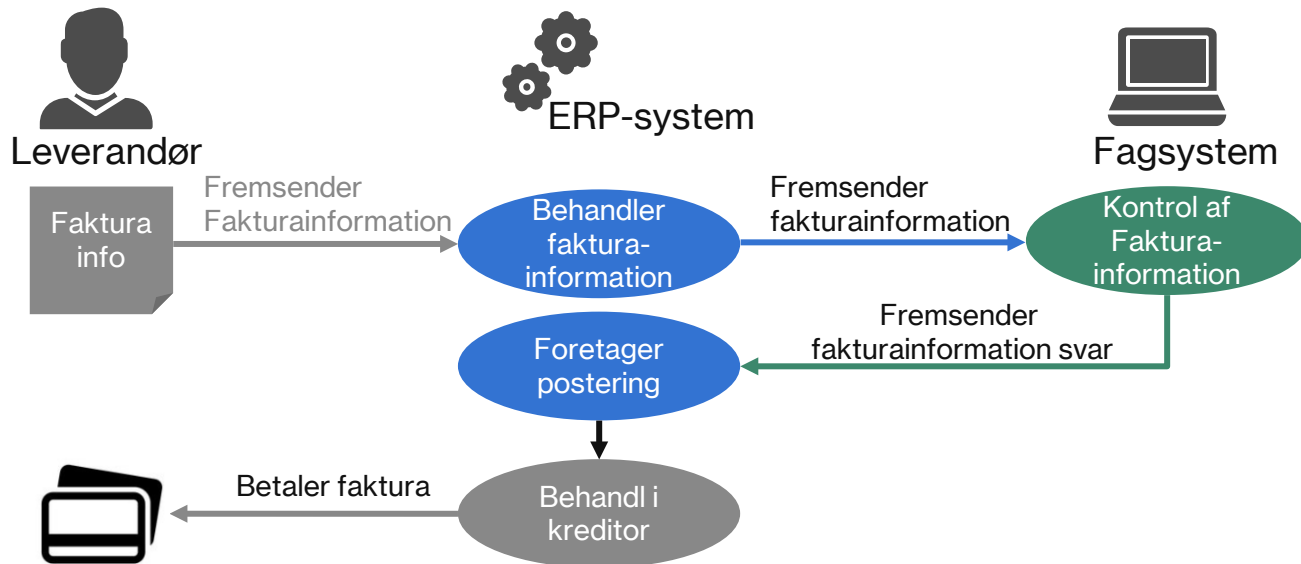 Leverandør
ERP-system
Fagsystem
Faktura
info
Fremsender
Fakturainformation
Behandler
faktura-
information
Fremsender
fakturainformation
Kontrol af
Faktura-
information
Fremsender
fakturainformation svar
Foretager
postering
Betaler faktura
Behandl i
kreditor